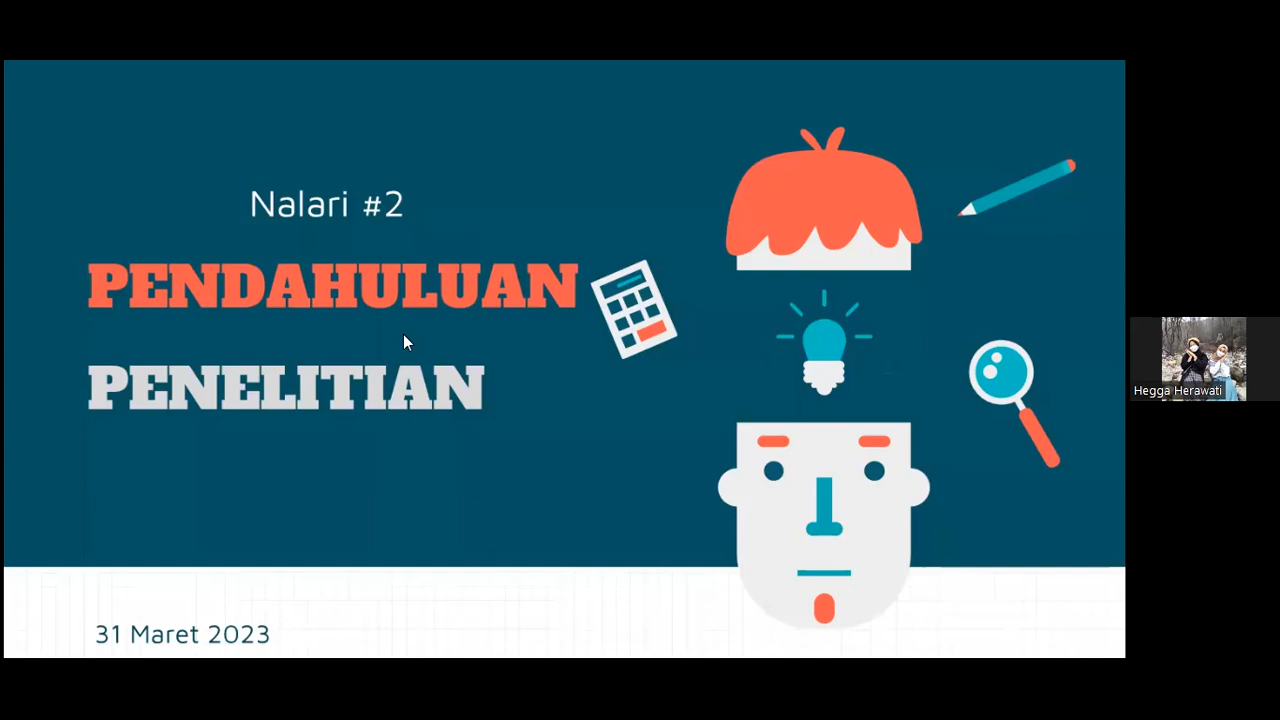 Nalari #2
PENDAHULUAN
PENELITIAN
31 Maret 2023
Hegga Herawati